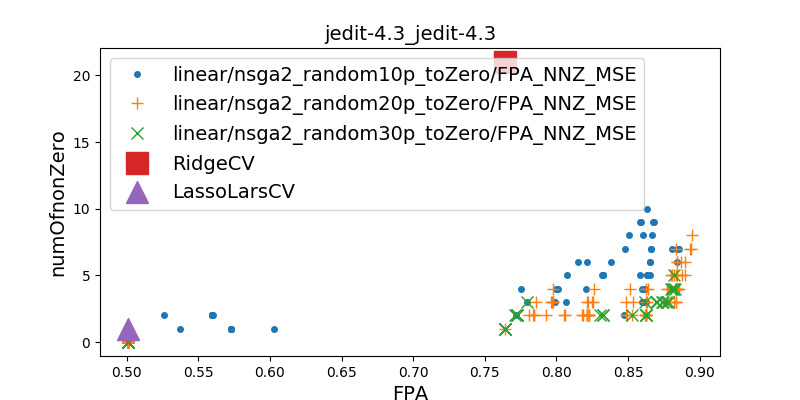 jedit-4.3_jedit-4.3
linear/nsga2_random10p_toZero/FPA_NNZ_MSE
linear/nsga2_random20p_toZero/FPA_NNZ_MSE
linear/nsga2_random30p_toZero/FPA_NNZ_MSE
RidgeCV
LassoLarsCV
numOfnonZero
20
15
10
5
0
0.50 0.55 0.60 0.65 0.70 0.75 0.80 0.85 0.90
FPA